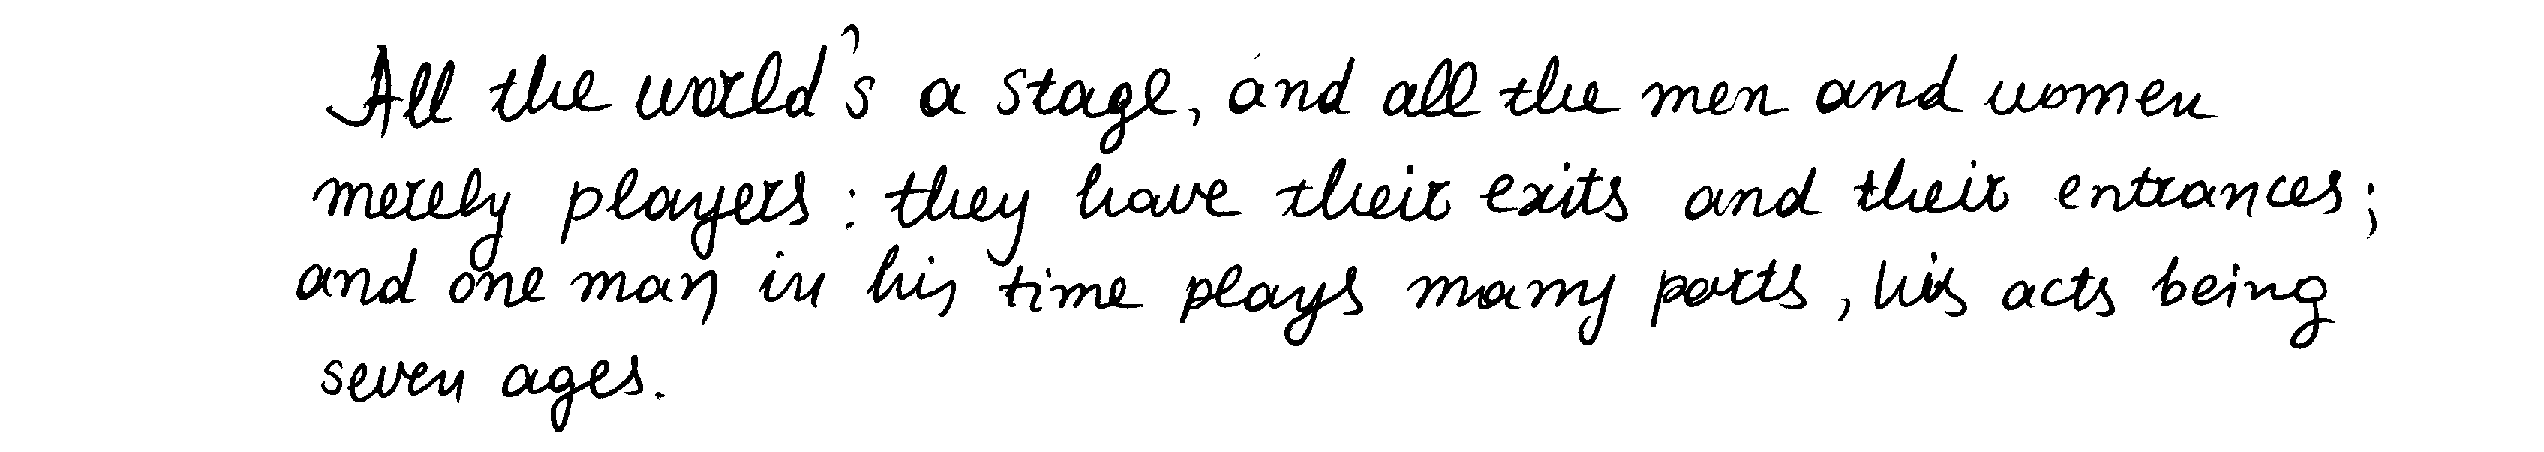 All the world's a stage, and all the men and women
merely players: they have their exits and their entrances;
and one man in his time plays many parts, his acts being
seven ages.